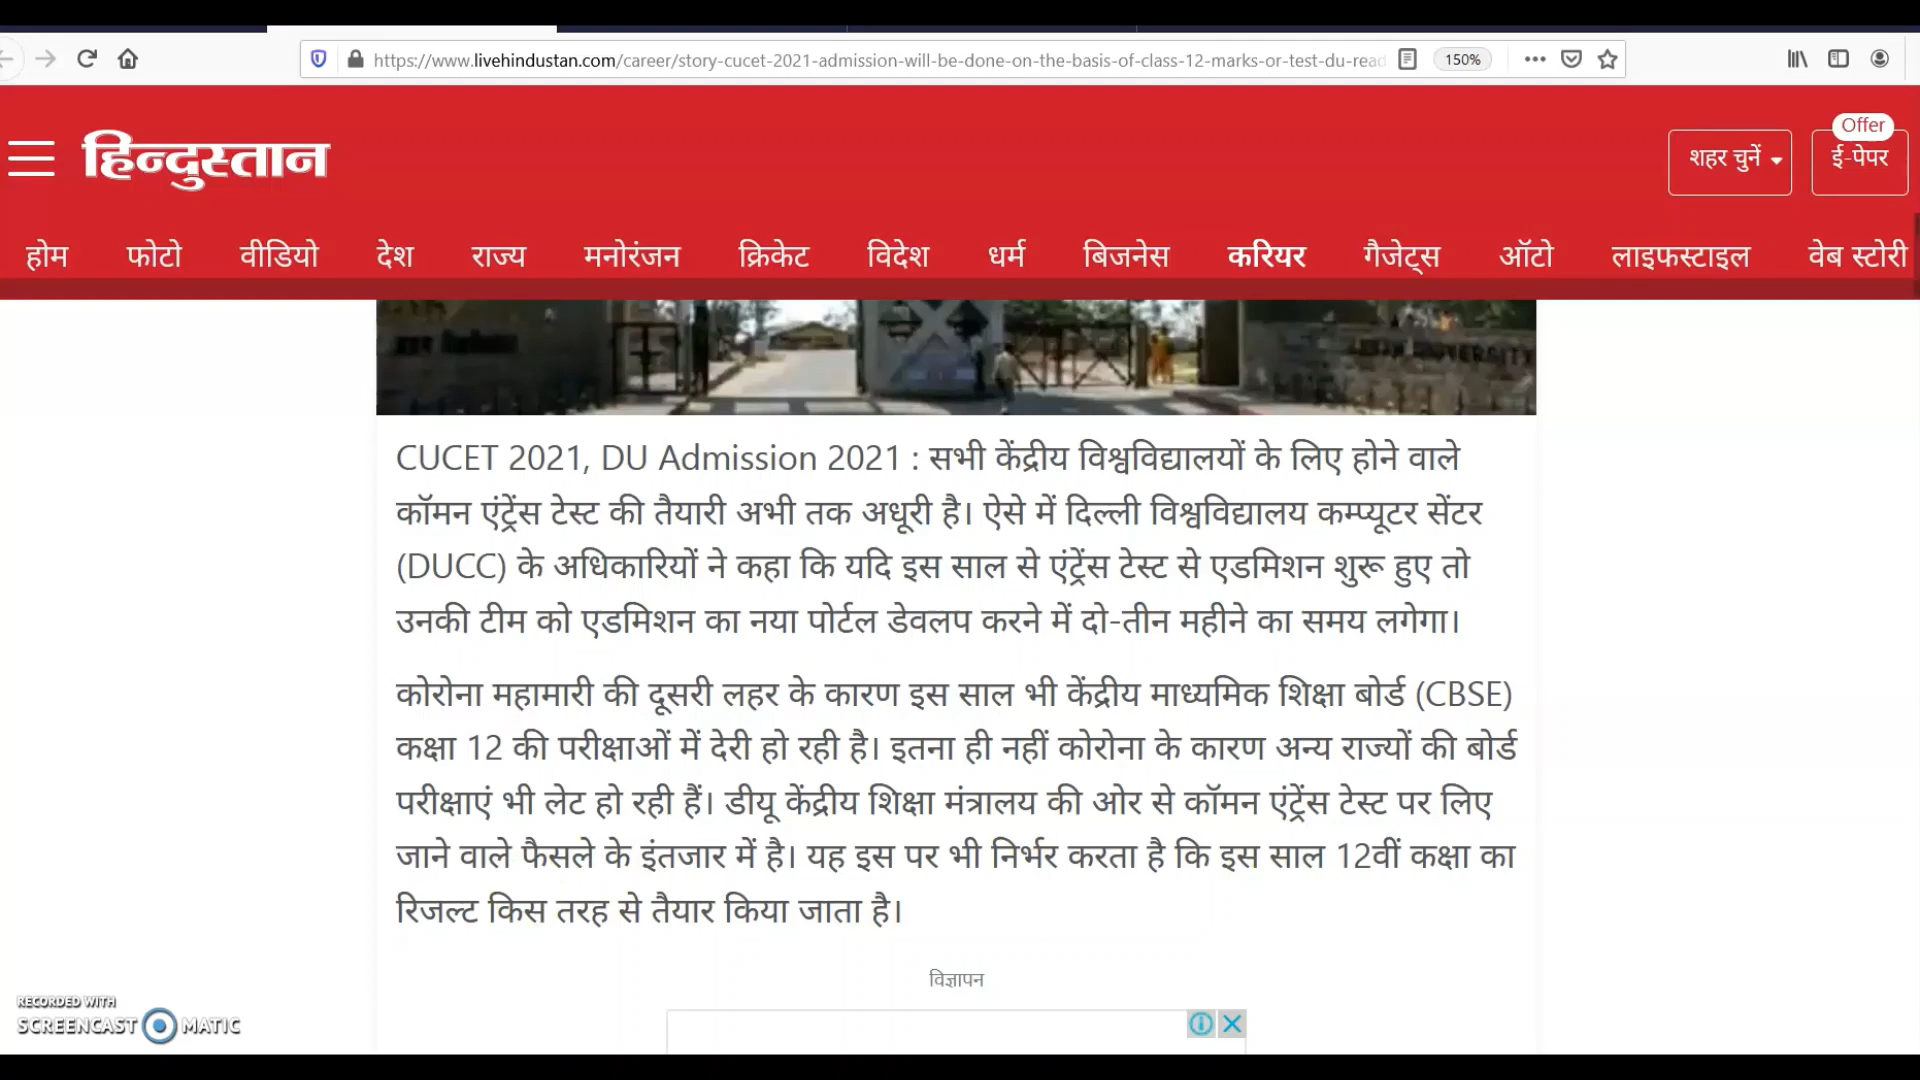 https://www.livehindustan.com/career/story-cucet-2021-admission-will-be-done-on-the-basis-of-class-12-marks-or-test-du-read
150%
हिन्दुस्तान
शहर चुनें
Offer
ई-पेपर
होम फोटो वीडियो देश राज्य मनोरंजन क्रिकेट विदेश धर्म बिजनेस करियर गैजेट्स ऑटो लाइफस्टाइल वेब स्टोरी
CUCET 2021, DU Admission 2021 : सभी केंद्रीय विश्वविद्यालयों के लिए होने वाले
कॉमन एंट्रेंस टेस्ट की तैयारी अभी तक अधूरी है। ऐसे में दिल्ली विश्वविद्यालय कम्प्यूटर सेंटर
(DUCC) के अधिकारियों ने कहा कि यदि इस साल से एंट्रेंस टेस्ट से एडमिशन शुरू हुए तो
उनकी टीम को एडमिशन का नया पोर्टल डेवलप करने में दो-तीन महीने का समय लगेगा।
कोरोना महामारी की दूसरी लहर के कारण इस साल भी केंद्रीय माध्यमिक शिक्षा बोर्ड (CBSE)
कक्षा 12 की परीक्षाओं में देरी हो रही है। इतना ही नहीं कोरोना के कारण अन्य राज्यों की बोर्ड
परीक्षाएं भी लेट हो रही हैं। डीयू केंद्रीय शिक्षा मंत्रालय की ओर से कॉमन एंट्रेंस टेस्ट पर लिए
जाने वाले फैसले के इंतजार में है। यह इस पर भी निर्भर करता है कि इस साल 12वीं कक्षा का
रिजल्ट किस तरह से तैयार किया जाता है।
विज्ञापन
RECORDED WITH
SCREENCAST MATIC